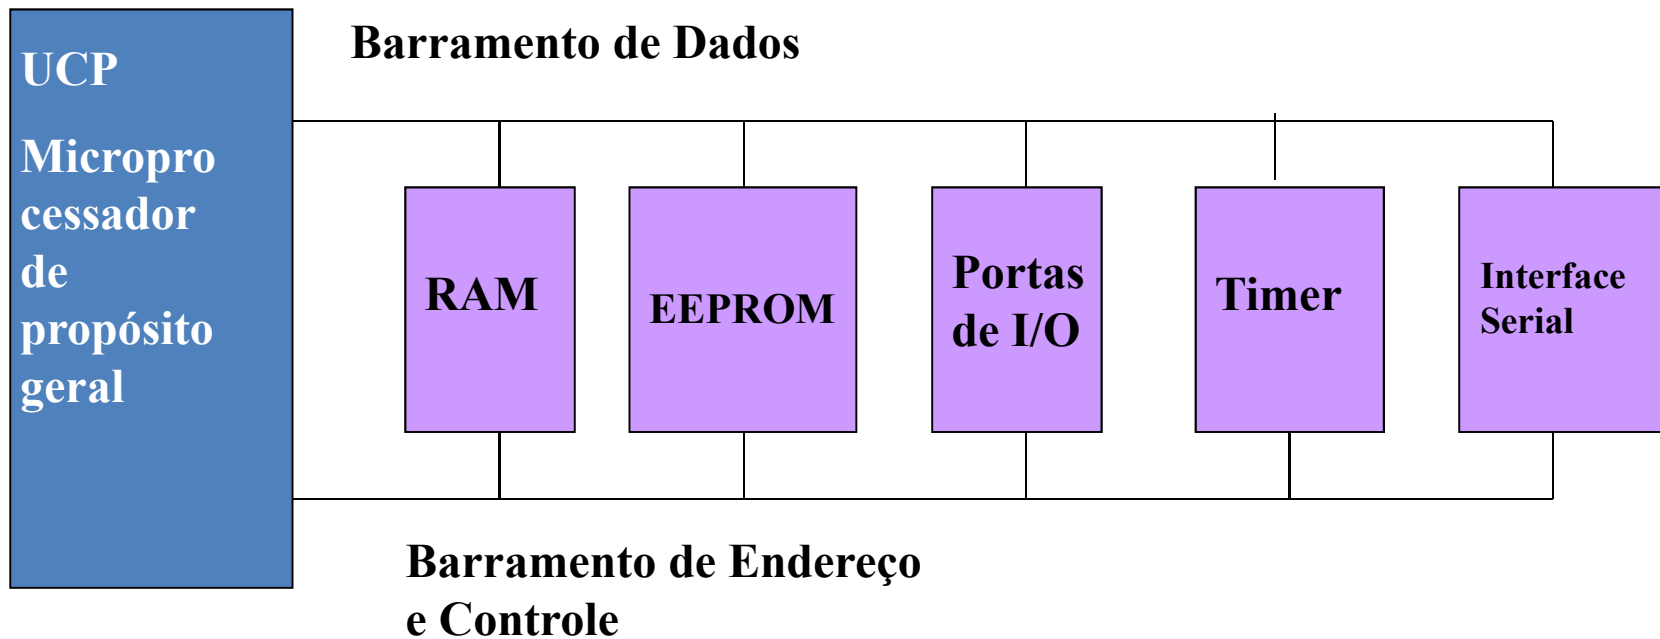 UCP
Micropro
cessador
de
propósito
geral
Barramento de Dados
RAM
EEPROM
Portas
de I/O
Timer
Interface
Serial
Barramento de Endereço
e Controle